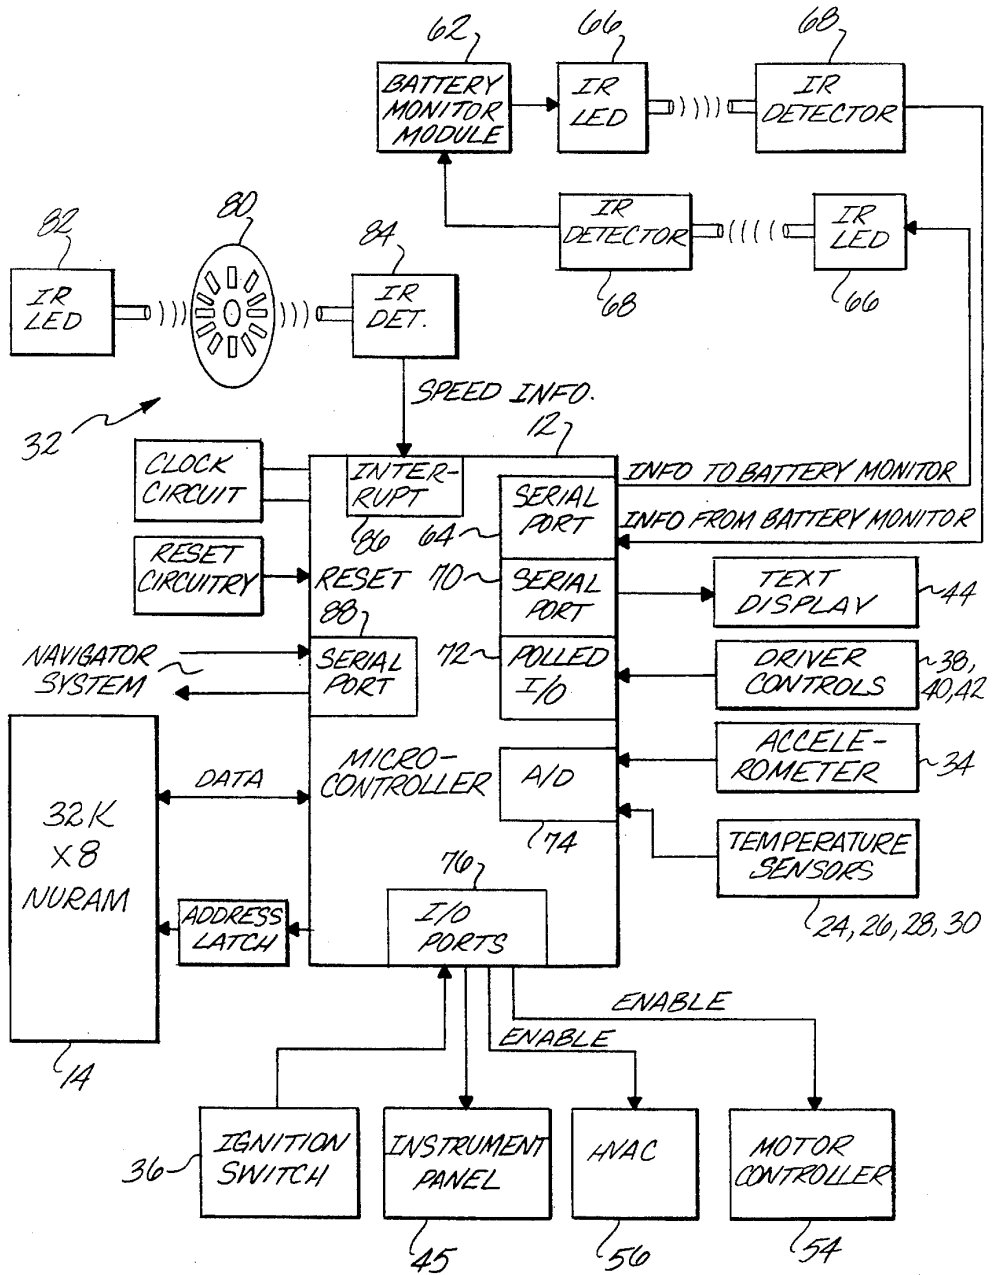 62
66
68
BATTERY
MONITOR
MODULE
IR
LED
IR
DETECTOR
82
80
84
IR
LED
IR
DET.
IR
DETECTOR
IR
LED
68
66
32
SPEED INFO.
12
CLOCK
CIRCUIT
INTER-
RUPT
86
64
SERIAL
PORT
INFO TO BATTERY MONITOR
INFO FROM BATTERY MONITOR
RESET
CIRCUITRY
RESET
88
70
SERIAL
PORT
TEXT
DISPLAY
44
NAVIGATOR
SYSTEM
SERIAL
PORT
72
POLLED
I/O
DRIVER
CONTROLS
38,
40,42
MICRO-
CONTROLLER
A/D
74
ACCELE-
ROMETER
34
DATA
32K
X8
NVRAM
TEMPERATURE
SENSORS
24, 26, 28, 30
ADDRESS
LATCH
76
I/O
PORTS
14
ENABLE
ENABLE
36
IGNITION
SWITCH
INSTRUMENT
PANEL
45
HVAC
56
MOTOR
CONTROLLER
54